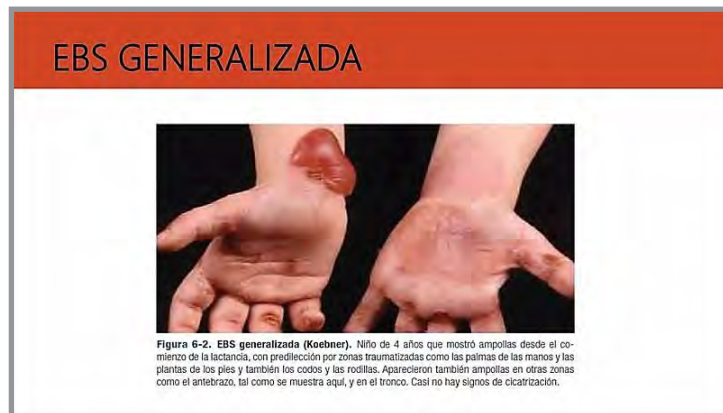 EBS GENERALIZADA
Figura 6-2. EBS generalizada (Koebner). Niño de 4 años que mostró ampollas desde el co-
mienzo de la lactancia, con predilección por zonas traumatizadas como las palmas de las manos y las
plantas de los pies y también los codos y las rodillas. Aparecieron también ampollas en otras zonas
como el antebrazo, tal como se muestra aquí, y en el tronco. Casi no hay signos de cicatrización.